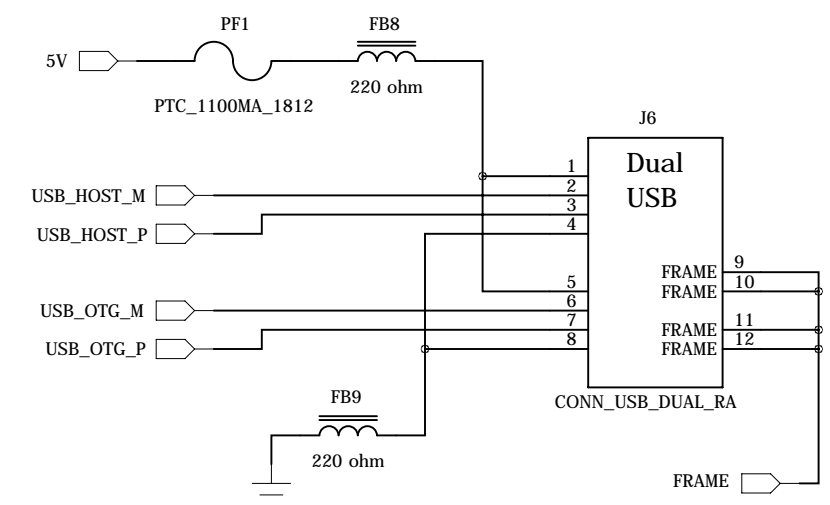 PF1
FB8
5V
220 ohm
PTC_1100MA_1812
J6
Dual
USB
1
USB_HOST_M
2
3
USB_HOST_P
4
FRAME
9
FRAME
10
5
USB_OTG_M
6
7
FRAME
11
USB_OTG_P
8
FRAME
12
FB9
CONN_USB_DUAL_RA
220 ohm
FRAME